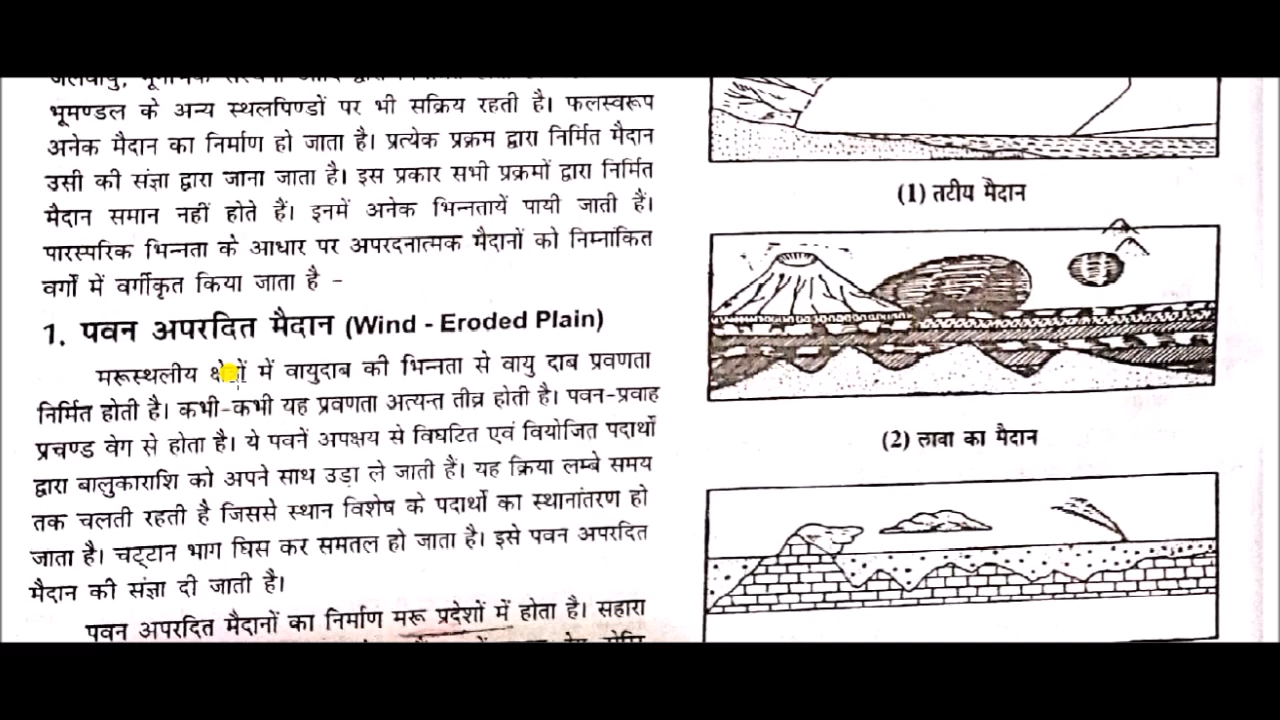 भूमण्डल के अन्य स्थलपिण्डों पर भी सक्रिय रहती है। फलस्वरूप
अनेक मैदान का निर्माण हो जाता है। प्रत्येक प्रक्रम द्वारा निर्मित मैदान
उसी की संज्ञा द्वारा जाना जाता है। इस प्रकार सभी प्रक्रमों द्वारा निर्मित
मैदान समान नहीं होते हैं। इनमें अनेक भिन्नतायें पायी जाती हैं।
पारस्परिक भिन्नता के आधार पर अपरदनात्मक मैदानों को निम्नांकित
वर्गों में वर्गीकृत किया जाता है -
1. पवन अपरदित मैदान (Wind - Eroded Plain)
मरूस्थलीय क्षेत्रों में वायुदाब की भिन्नता से वायु दाब प्रवणता
निर्मित होती है। कभी-कभी यह प्रवणता अत्यन्त तीव्र होती है। पवन-प्रवाह
प्रचण्ड वेग से होता है। ये पवनें अपक्षय से विघटित एवं वियोजित पदार्थों
द्वारा बालुकाराशि को अपने साथ उड़ा ले जाती हैं। यह क्रिया लम्बे समय
तक चलती रहती है जिससे स्थान विशेष के पदार्थों का स्थानांतरण हो
जाता है। चट्टान भाग घिस कर समतल हो जाता है। इसे पवन अपरदित
मैदान की संज्ञा दी जाती है।
पवन अपरदित मैदानों का निर्माण मरू प्रदेशों में होता है। सहारा
(1) तटीय मैदान
(2) लावा का मैदान